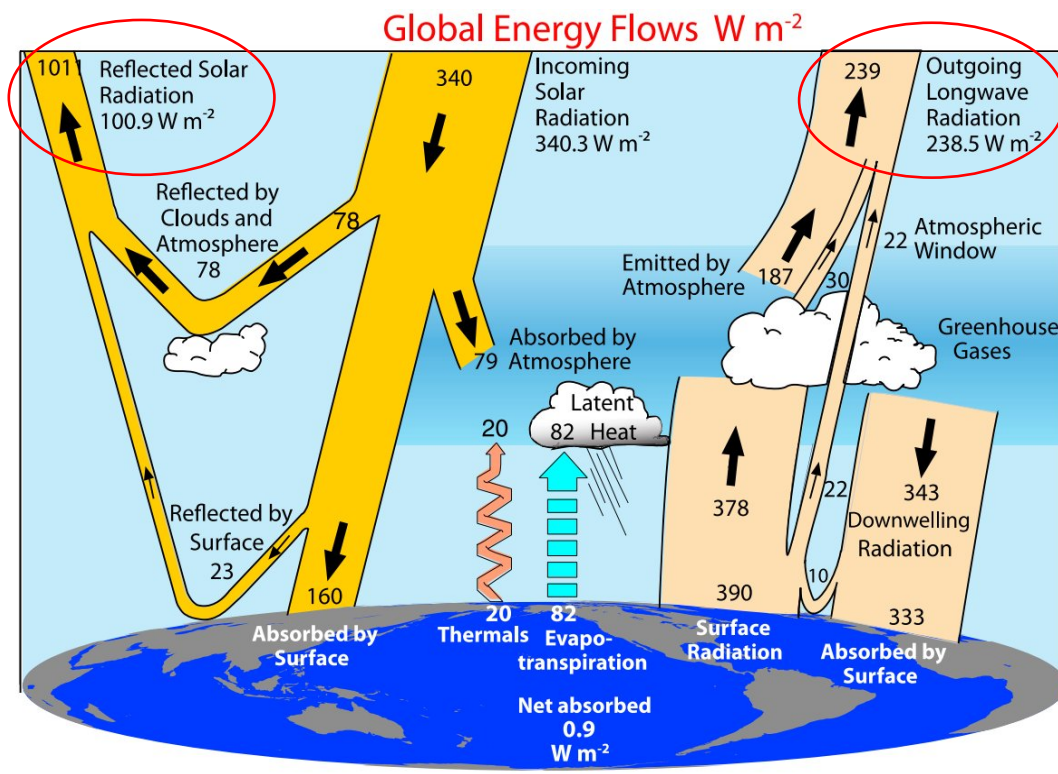 Global Energy Flows W m-2
1011
Reflected Solar
Radiation
100.9 W m-2
340
Incoming
Solar
Radiation
340.3 W m-2
239
Outgoing
Longwave
Radiation
238.5 W m-2
Reflected by
Clouds and
Atmosphere
78
78
Emitted by
Atmosphere
187
30
22
Atmospheric
Window
Greenhouse
Gases
79
Absorbed by
Atmosphere
Latent
82 Heat
20
Reflected by
Surface
23
378
22
343
Downwelling
Radiation
10
160
390
333
Absorbed by
Surface
20
Thermals
82
Evapo-
transpiration
Surface
Radiation
Absorbed by
Surface
Net absorbed
0.9
W m-2